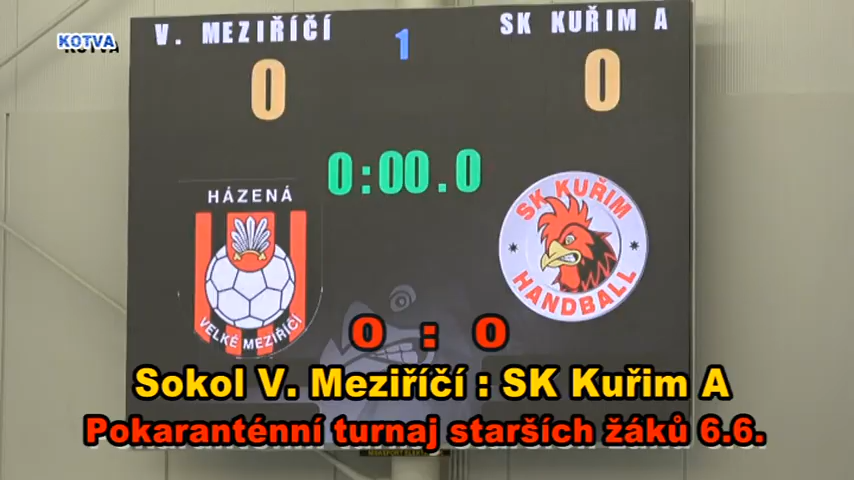 KOTVA
V. MEZIŘÍČÍ 1 SK KUŘIM A
0 0
0:00.0
HÁZENÁ
VELKÉ MEZIŘÍČÍ
SK KUŘIM
HANDBALL
0 : 0
Sokol V. Meziříčí : SK Kuřim A
Pokaranténní turnaj starších žáků 6.6.